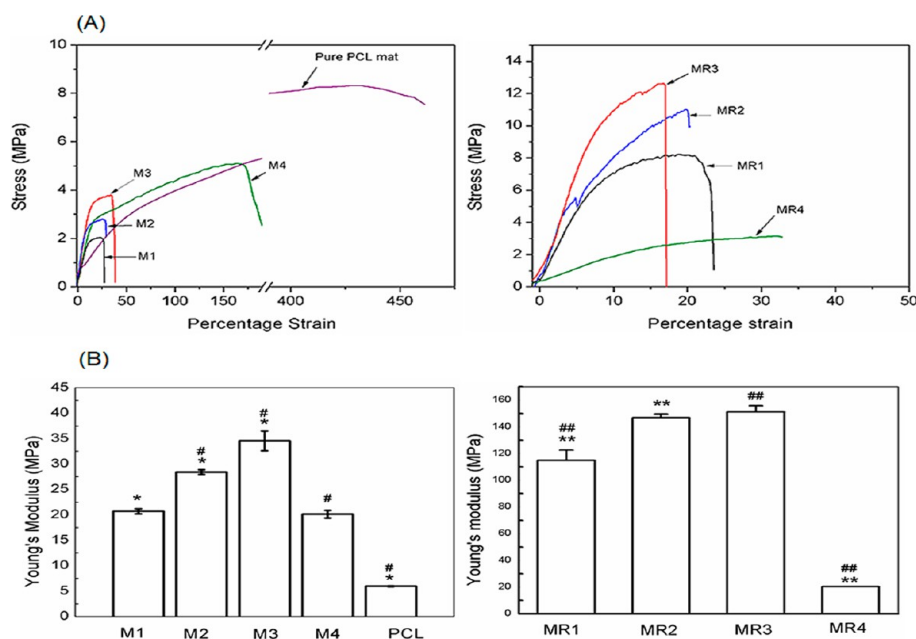 (A)
10
8
6
4
2
0
Stress (MPa)
Pure PCL mat
M4
M3
M2
M1
0 50 100 150 400 450
Percentage Strain
14
12
10
8
6
4
2
0
Stress (MPa)
MR3
MR2
MR1
MR4
0 10 20 30 40 50
Percentage strain
(B)
45
40
35
30
25
20
15
10
5
0
Young's Modulus (MPa)
*
#
*
#
*
#
#
*
M1 M2 M3 M4 PCL
160
140
120
100
80
60
40
20
0
Young's modulus (MPa)
##
**
**
##
##
**
MR1 MR2 MR3 MR4